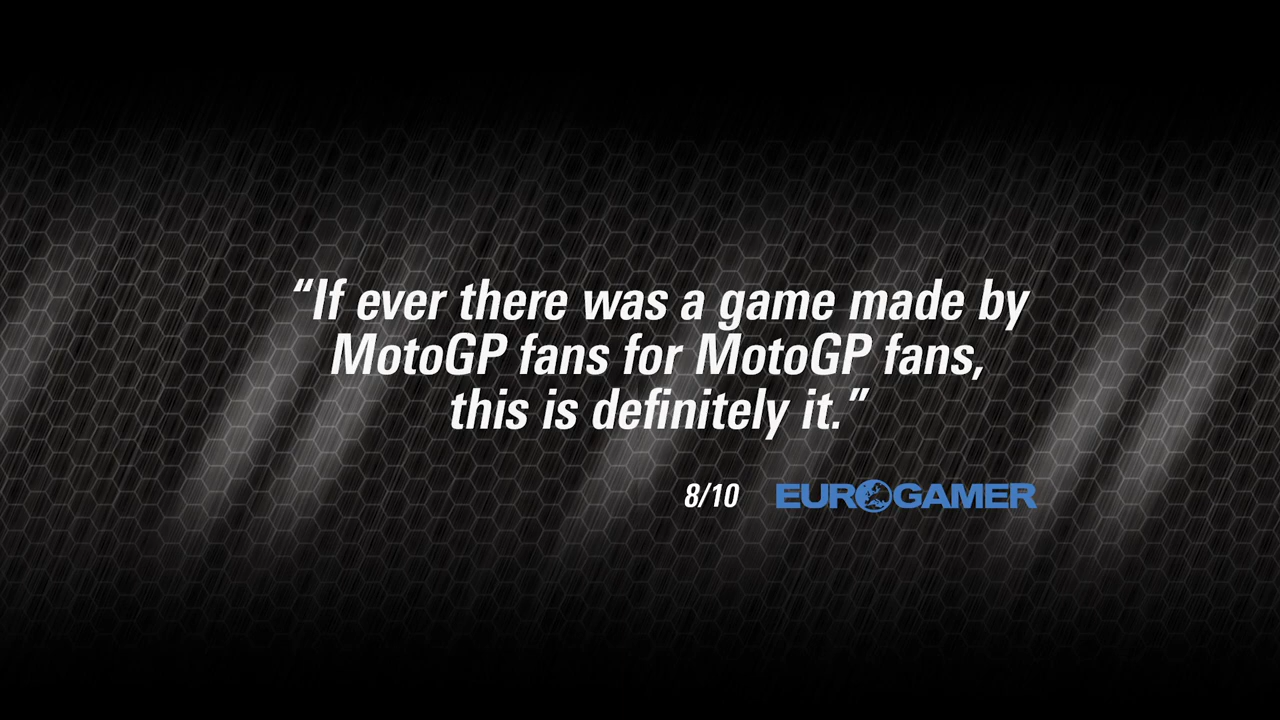 “If ever there was a game made by
MotoGP fans for MotoGP fans,
this is definitely it.”
8/10 EUROGAMER